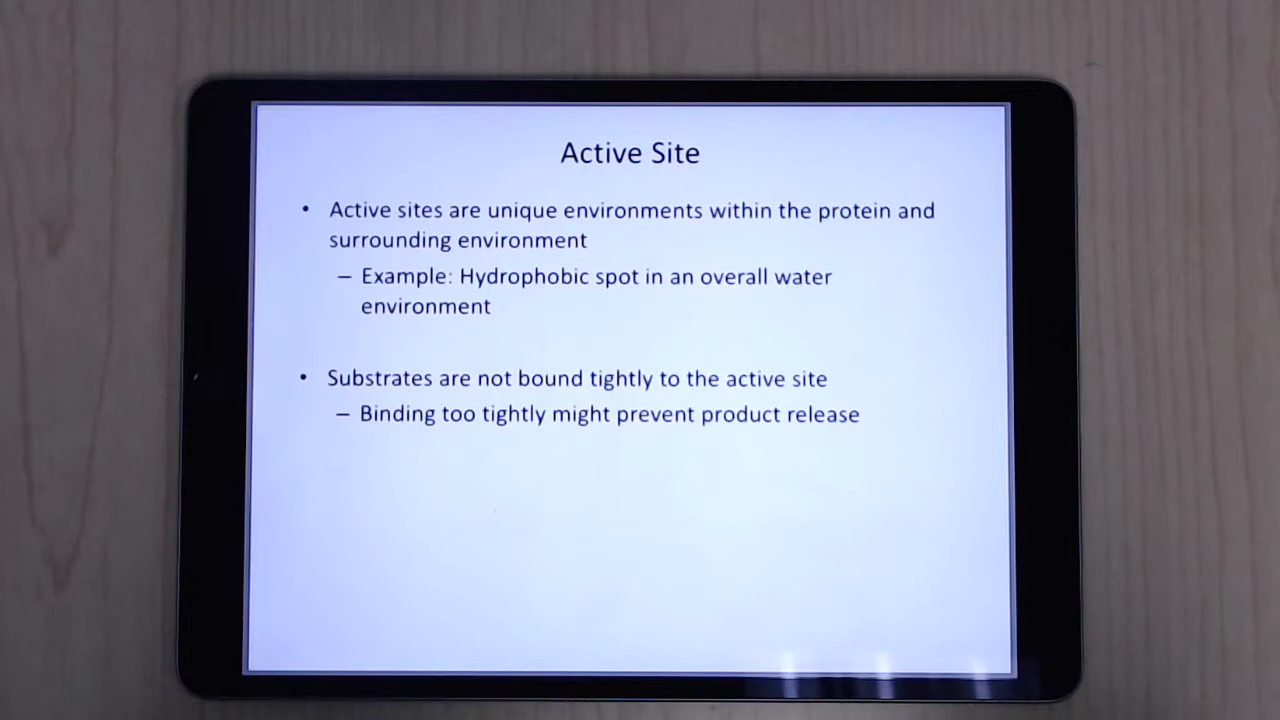 Active Site
• Active sites are unique environments within the protein and
surrounding environment
– Example: Hydrophobic spot in an overall water
environment
• Substrates are not bound tightly to the active site
– Binding too tightly might prevent product release